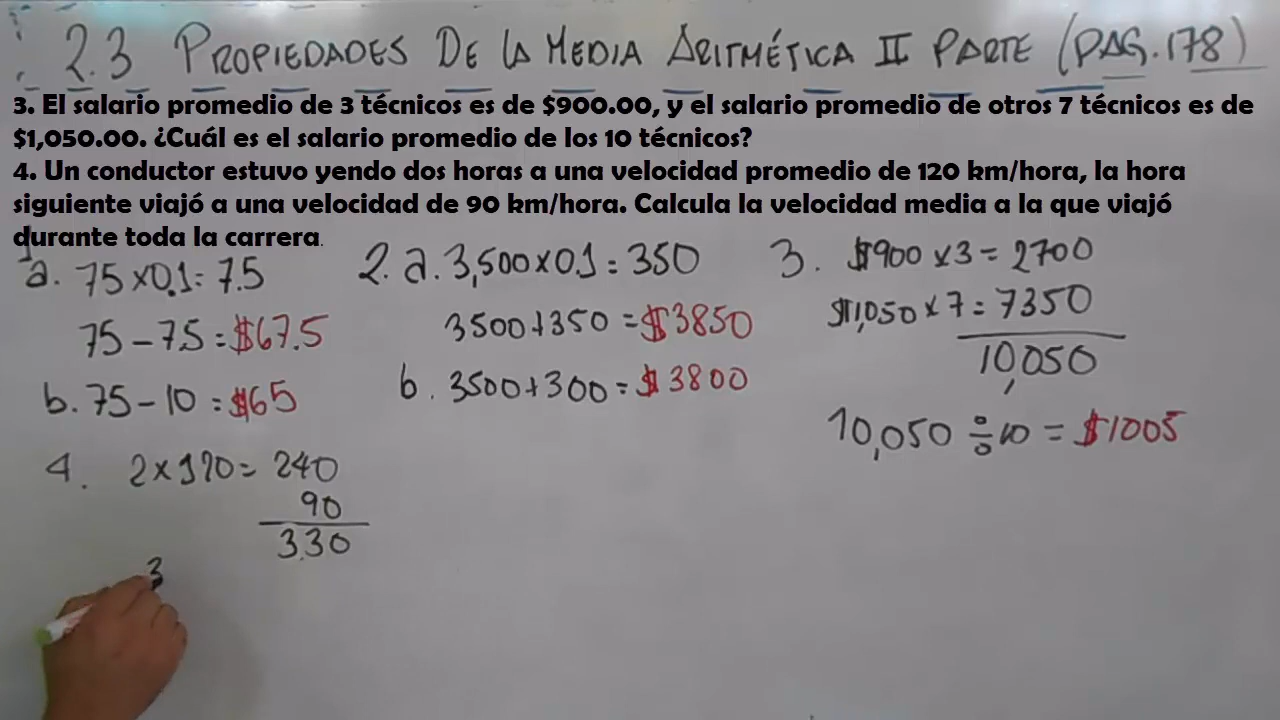 2.3 PROPIEDADES DE LA MEDIA ARITMÉTICA II PARTE (PAG. 178)
3. El salario promedio de 3 técnicos es de $900.00, y el salario promedio de otros 7 técnicos es de
$1,050.00. ¿Cuál es el salario promedio de los 10 técnicos?
4. Un conductor estuvo yendo dos horas a una velocidad promedio de 120 km/hora, la hora
siguiente viajó a una velocidad de 90 km/hora. Calcula la velocidad media a la que viajó
durante toda la carrera.
a. 75 × 0.1 = 7.5
75 - 7.5 = $67.5
b. 75 - 10 = $65
2. a. 3,500 × 0.1 = 350
3500 + 350 = $3850
b. 3500 + 300 = $3800
3. $900 × 3 = 2700
$1,050 × 7 = 7350
10,050
10,050 ÷ 10 = $1005
4. 2 × 120 = 240
90
330
3